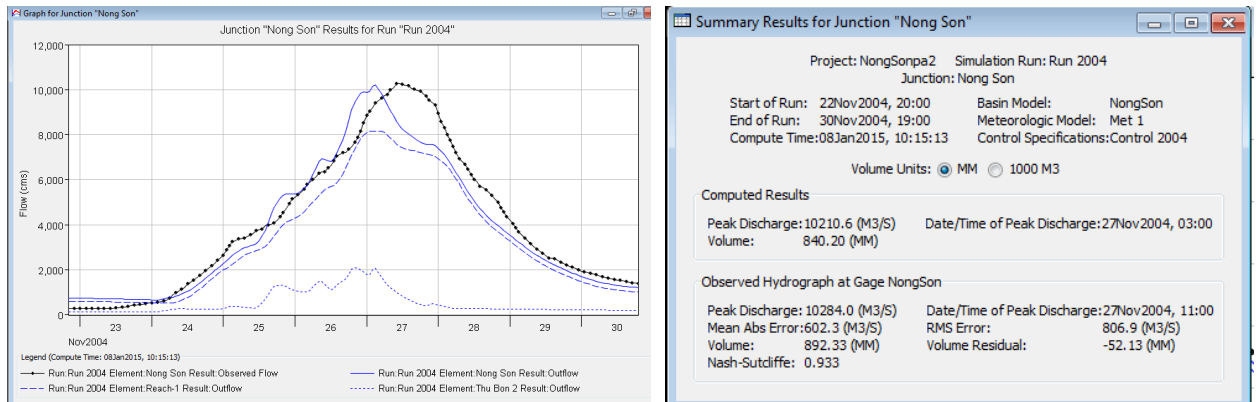 Graph for Junction "Nong Son"
Junction "Nong Son" Results for Run "Run 2004"
12,000
10,000
8,000
6,000
4,000
2,000
0
Flow (cms)
23 24 25 26 27 28 29 30
Nov2004
Legend (Compute Time: 08Jan2015, 10:15:13)
Run:Run 2004 Element:Nong Son Result:Observed Flow
Run:Run 2004 Element:Nong Son Result:Outflow
Run:Run 2004 Element:Reach-1 Result:Outflow
Run:Run 2004 Element:Thu Bon 2 Result:Outflow
Summary Results for Junction "Nong Son"
Project: NongSonpa2 Simulation Run: Run 2004
Junction: Nong Son
Start of Run: 22Nov2004, 20:00 Basin Model: NongSon
End of Run: 30Nov2004, 19:00 Meteorologic Model: Met 1
Compute Time:08Jan2015, 10:15:13 Control Specifications:Control 2004
Volume Units: MM 1000 M3
Computed Results
Peak Discharge:10210.6 (M3/S) Date/Time of Peak Discharge:27Nov2004, 03:00
Volume: 840.20 (MM)
Observed Hydrograph at Gage NongSon
Peak Discharge:10284.0 (M3/S) Date/Time of Peak Discharge:27Nov2004, 11:00
Mean Abs Error:602.3 (M3/S) RMS Error: 806.9 (M3/S)
Volume: 892.33 (MM) Volume Residual: -52.13 (MM)
Nash-Sutcliffe: 0.933